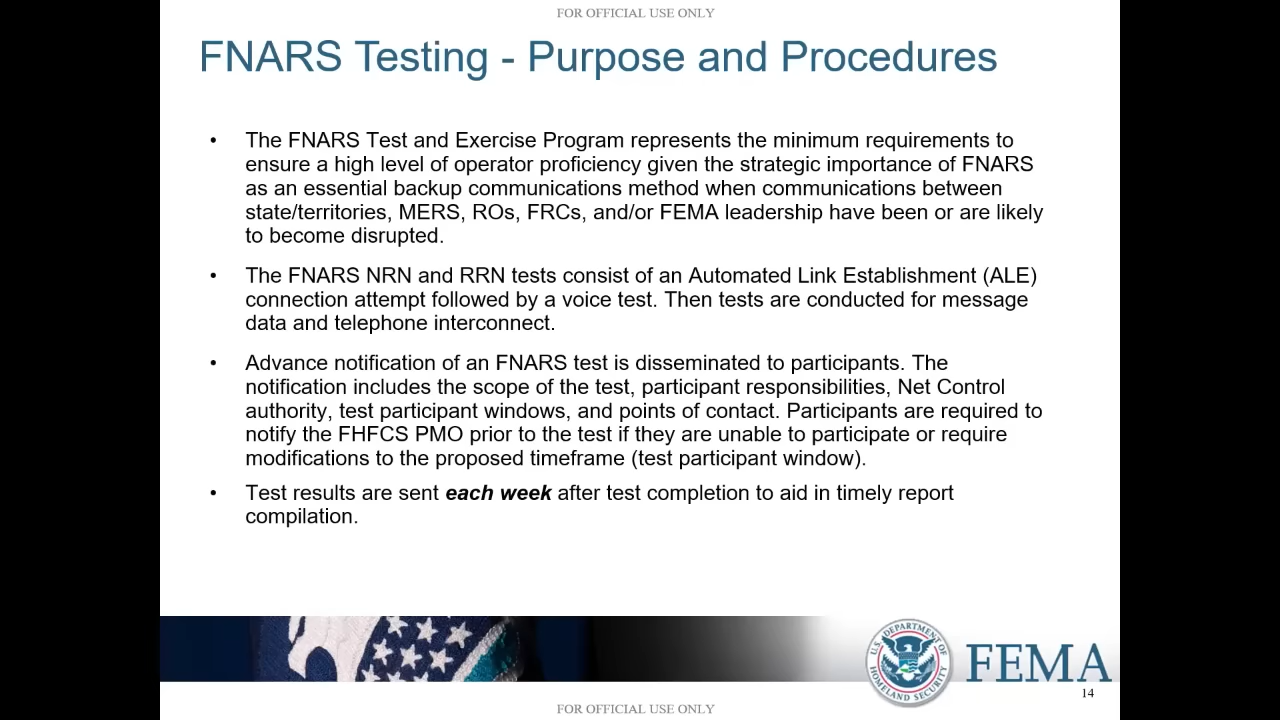 FOR OFFICIAL USE ONLY
FNARS Testing - Purpose and Procedures
• The FNARS Test and Exercise Program represents the minimum requirements to
ensure a high level of operator proficiency given the strategic importance of FNARS
as an essential backup communications method when communications between
state/territories, MERS, ROs, FRCs, and/or FEMA leadership have been or are likely
to become disrupted.
• The FNARS NRN and RRN tests consist of an Automated Link Establishment (ALE)
connection attempt followed by a voice test. Then tests are conducted for message
data and telephone interconnect.
• Advance notification of an FNARS test is disseminated to participants. The
notification includes the scope of the test, participant responsibilities, Net Control
authority, test participant windows, and points of contact. Participants are required to
notify the FHFCS PMO prior to the test if they are unable to participate or require
modifications to the proposed timeframe (test participant window).
• Test results are sent each week after test completion to aid in timely report
compilation.
U.S. DEPARTMENT OF
HOMELAND SECURITY
FEMA
14
FOR OFFICIAL USE ONLY